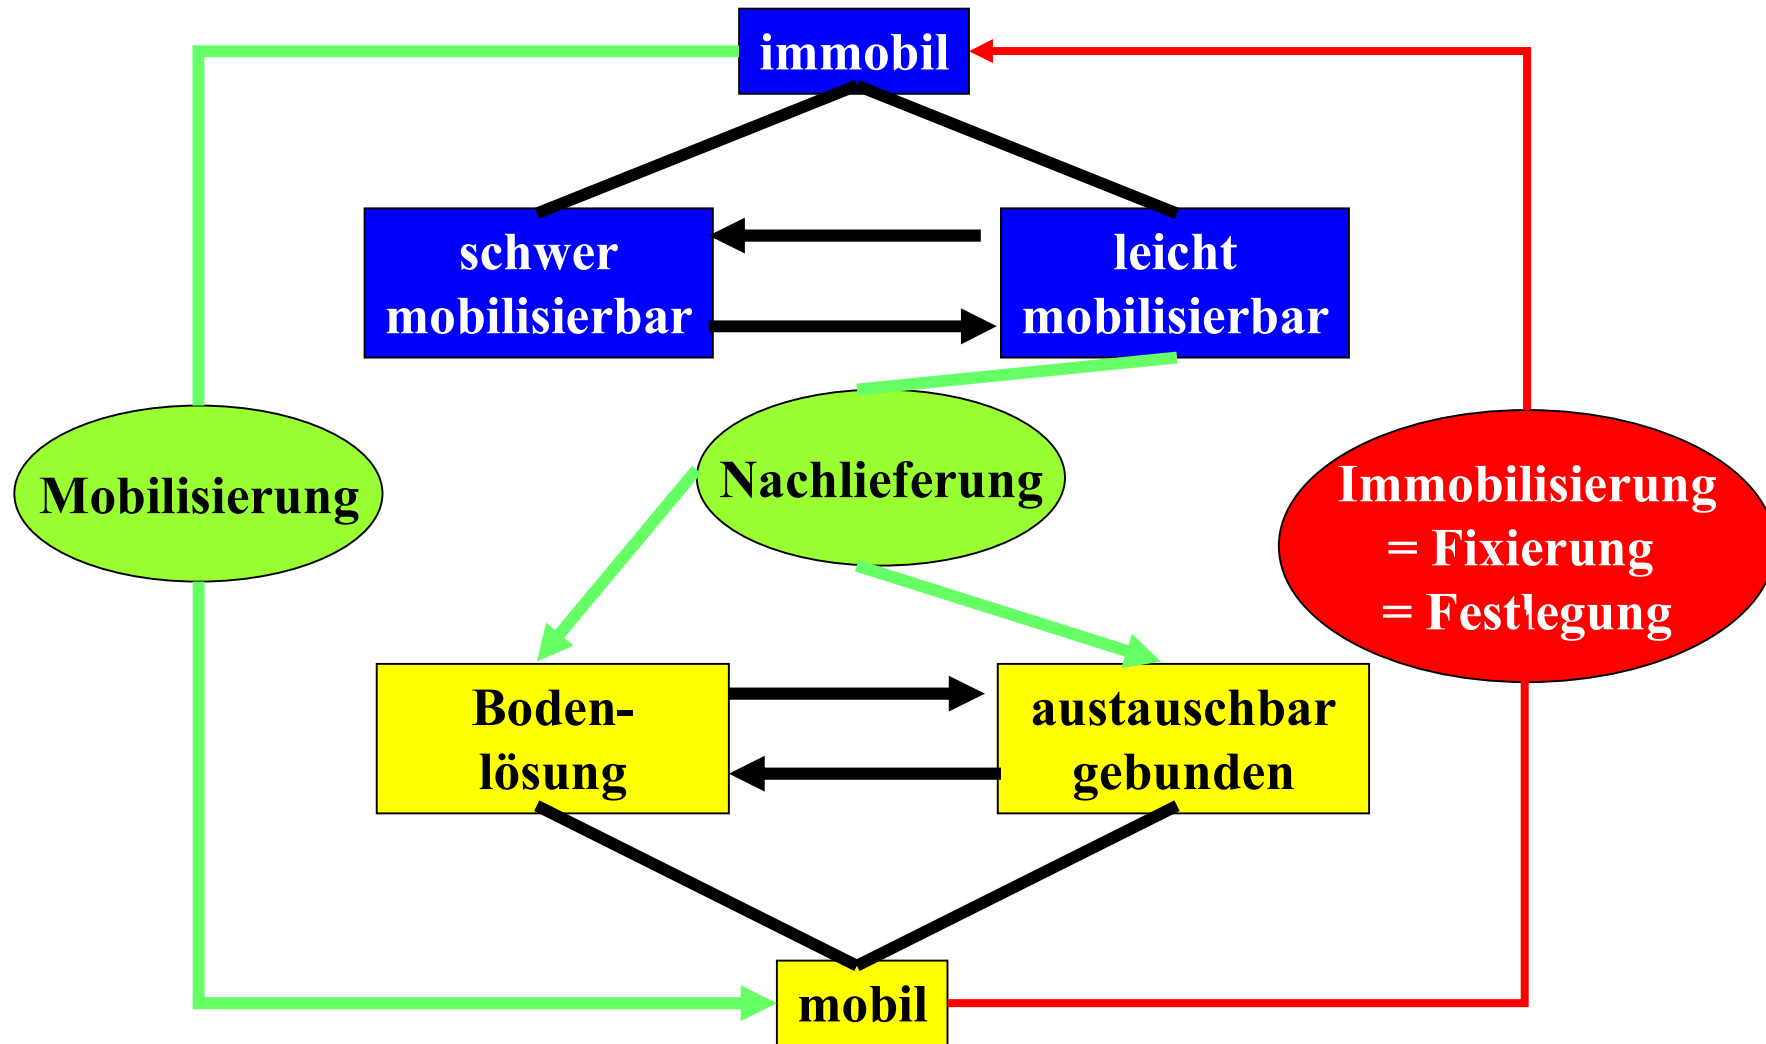 immobil
schwer
mobilisierbar
leicht
mobilisierbar
Mobilisierung
Nachlieferung
Immobilisierung
= Fixierung
= Festlegung
Boden-
lösung
austauschbar
gebunden
mobil